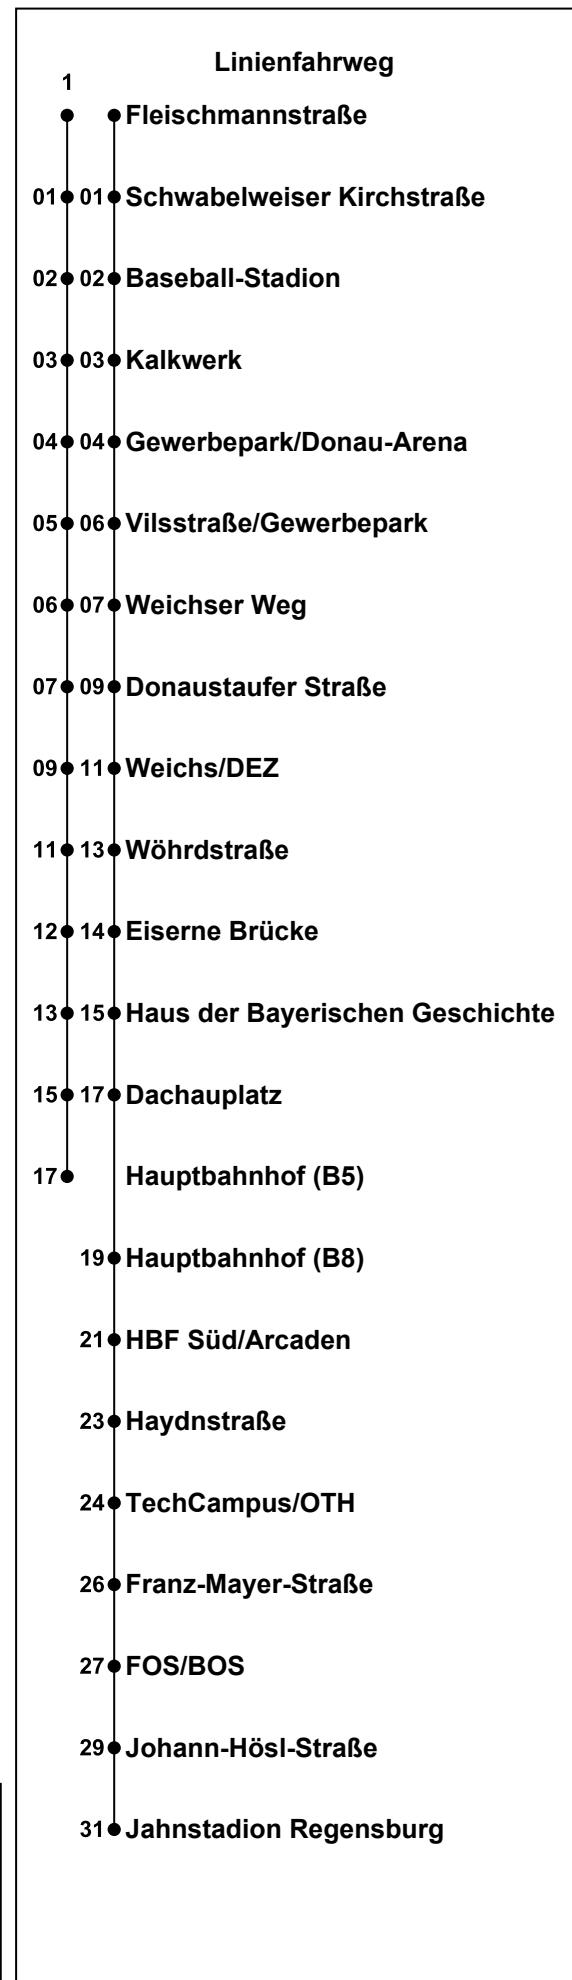 Linienfahrweg
1
Fleischmannstraße
01 01 Schwabelweiser Kirchstraße
02 02 Baseball-Stadion
03 03 Kalkwerk
04 04 Gewerbepark/Donau-Arena
05 06 Vilsstraße/Gewerbepark
06 07 Weichser Weg
07 09 Donaustaufer Straße
09 11 Weichs/DEZ
11 13 Wöhrdstraße
12 14 Eiserne Brücke
13 15 Haus der Bayerischen Geschichte
15 17 Dachauplatz
17 Hauptbahnhof (B5)
19 Hauptbahnhof (B8)
21 HBF Süd/Arcaden
23 Haydnstraße
24 TechCampus/OTH
26 Franz-Mayer-Straße
27 FOS/BOS
29 Johann-Hösl-Straße
31 Jahnstadion Regensburg